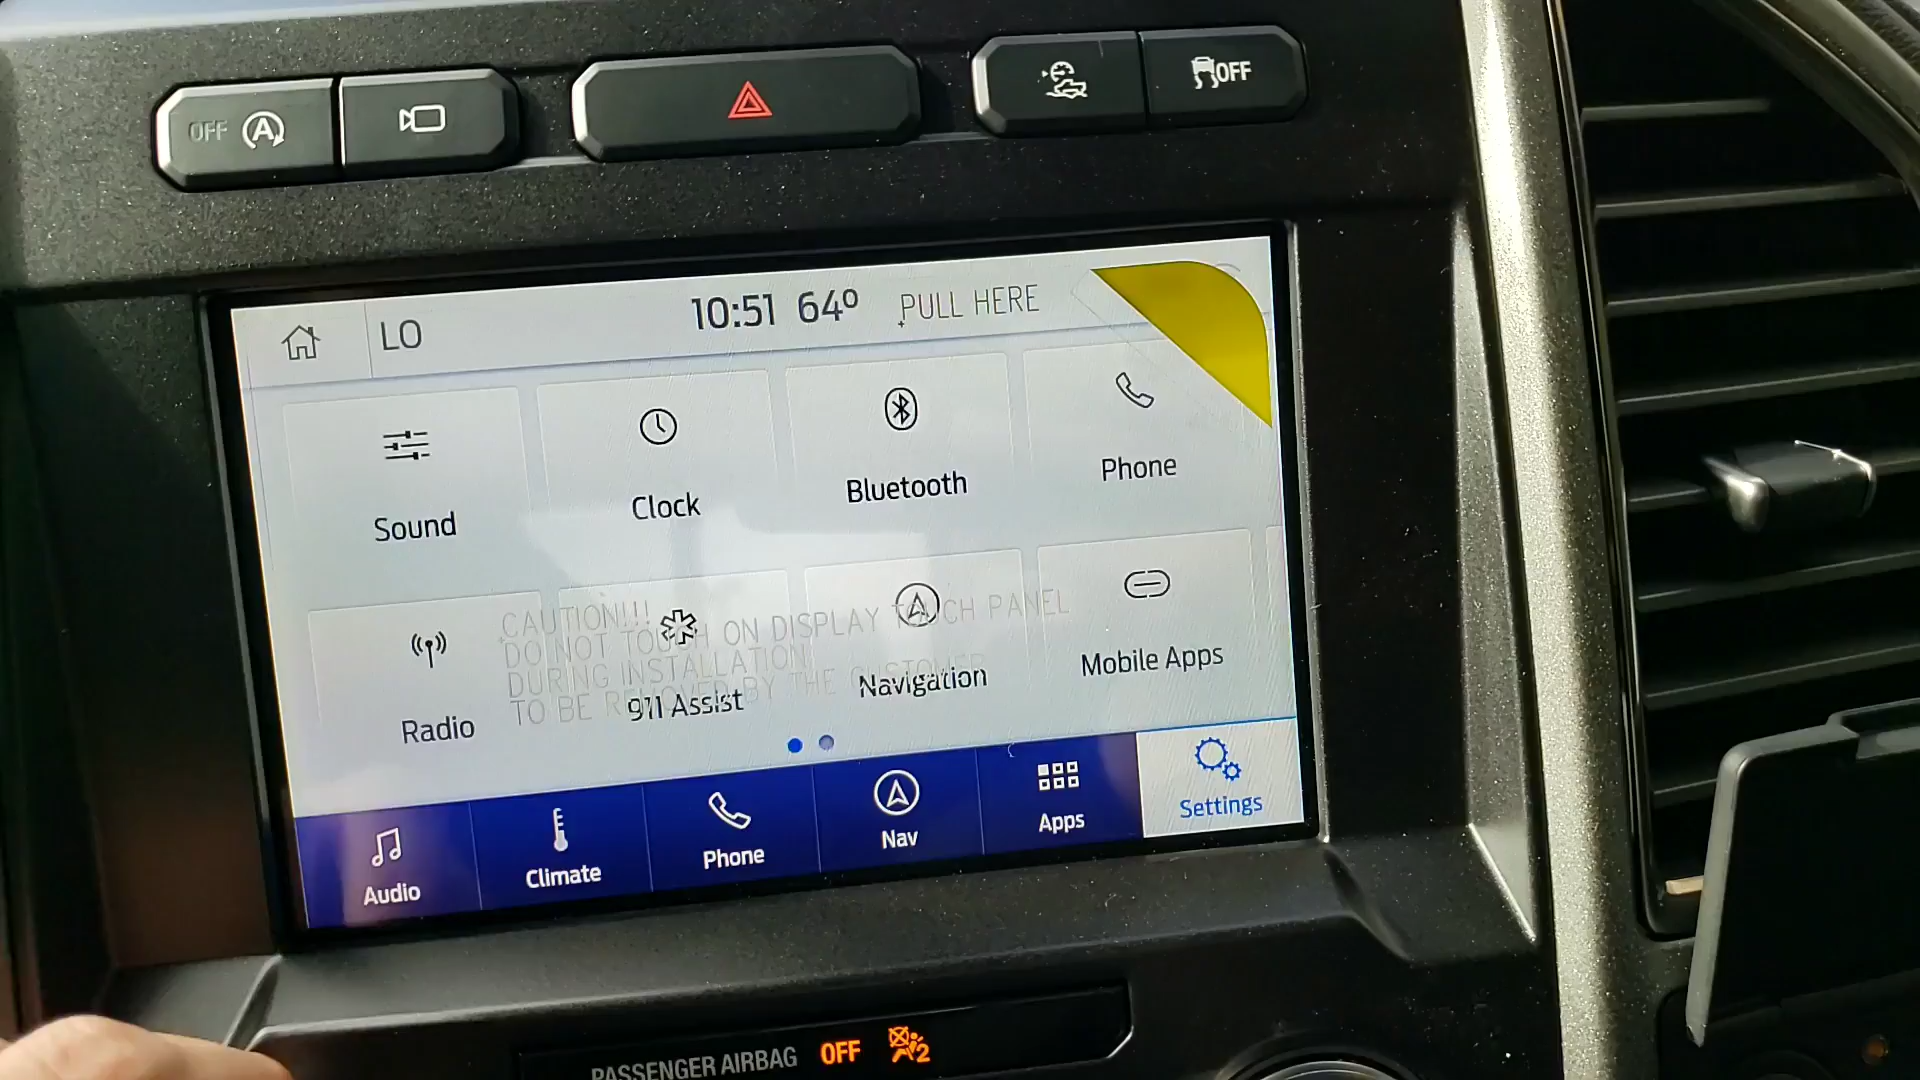 OFF A
OFF
LO 10:51 64° PULL HERE
Sound Clock Bluetooth Phone
CAUTION!!!
DO NOT TOUCH ON DISPLAY TOUCH PANEL
DURING INSTALLATION
TO BE REMOVED BY THE CUSTOMER
Radio 911 Assist Navigation Mobile Apps
Audio Climate Phone Nav Apps Settings
PASSENGER AIRBAG OFF 2